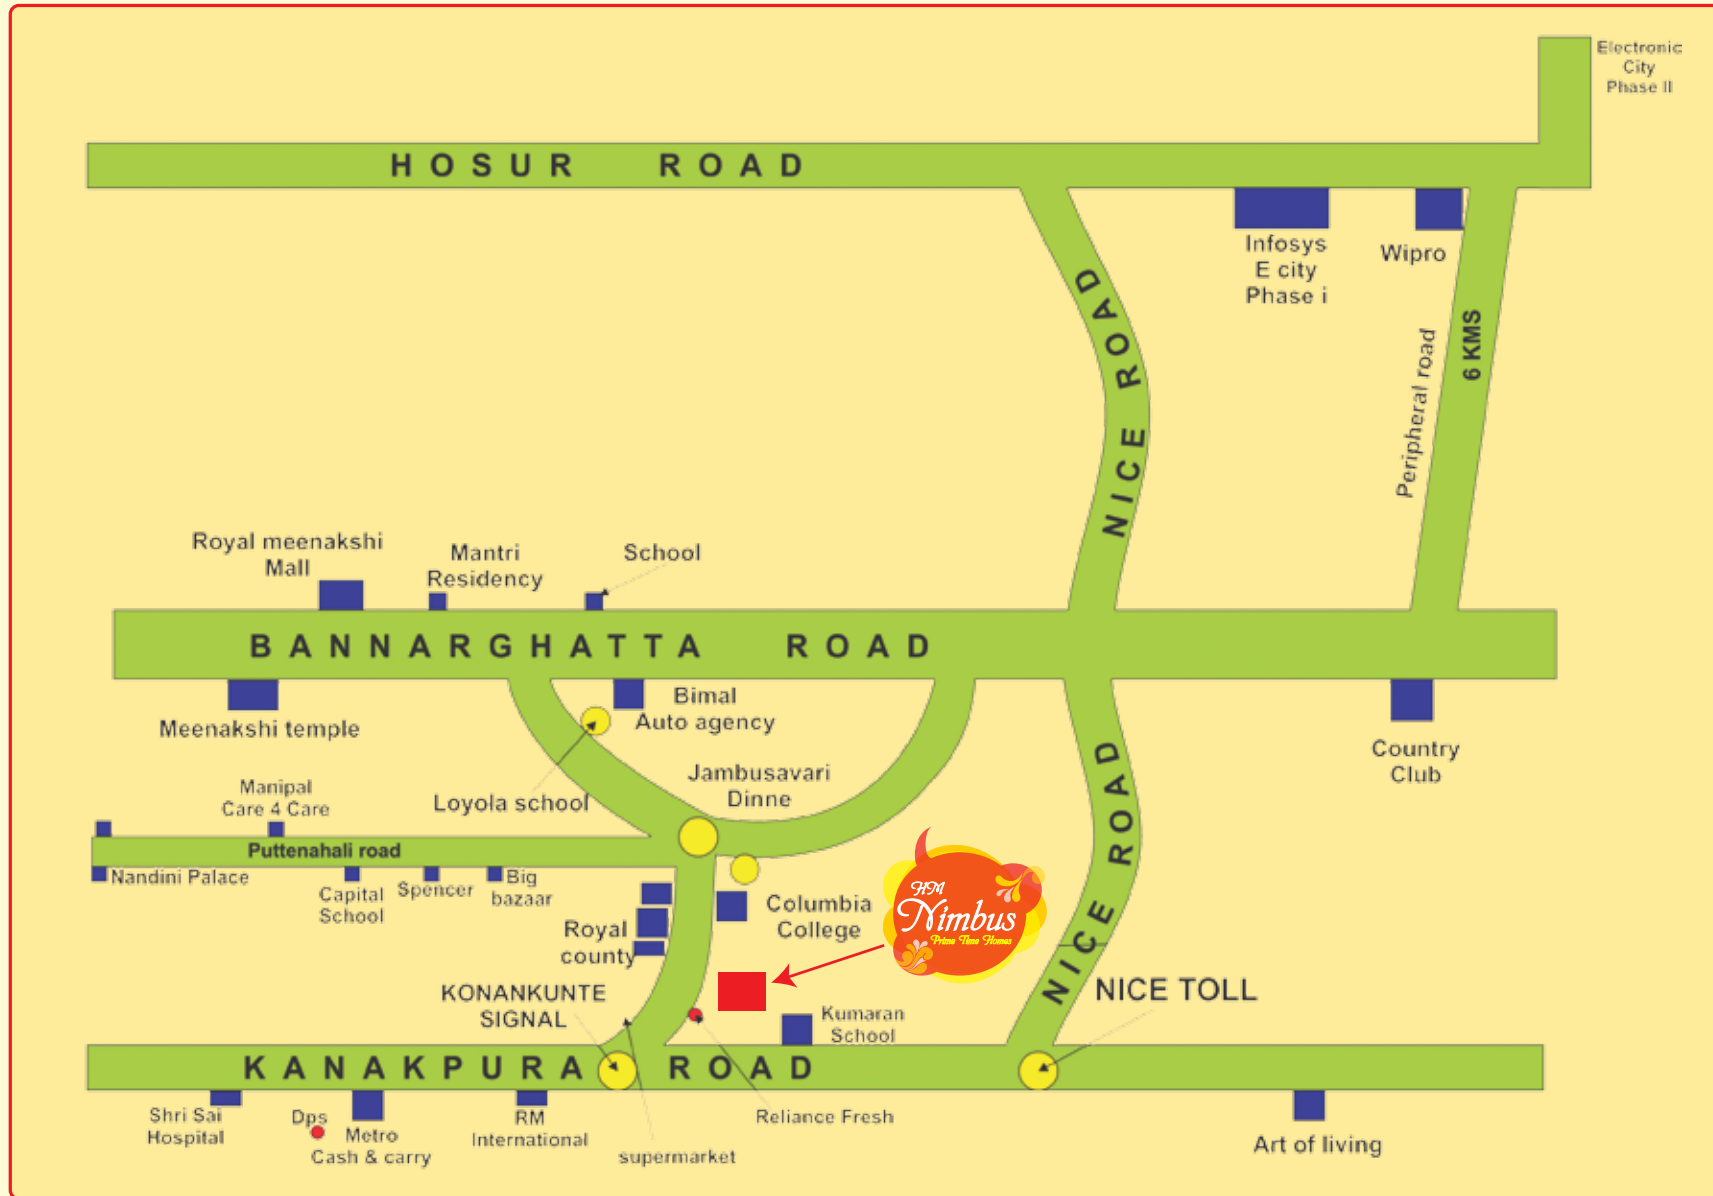 Electronic
City
Phase II
HOSUR ROAD
Infosys
E city
Phase i
Wipro
NICE ROAD
Peripheral road
6 KMS
Royal meenakshi
Mall
Mantri
Residency
School
BANNARGHATTA ROAD
Meenakshi temple
Bimal
Auto agency
Country
Club
Loyola school
Jambusavari
Dinne
NICE ROAD
Manipal
Care 4 Care
Puttenahali road
Nandini Palace
Capital
School
Spencer
Big
bazaar
Royal
county
Columbia
College
HM
Nimbus
Prime Time Homes
KONANKUNTE
SIGNAL
NICE TOLL
Kumaran
School
KANAKPURA ROAD
Shri Sai
Hospital
Dps
Metro
Cash & carry
RM
International
supermarket
Reliance Fresh
Art of living